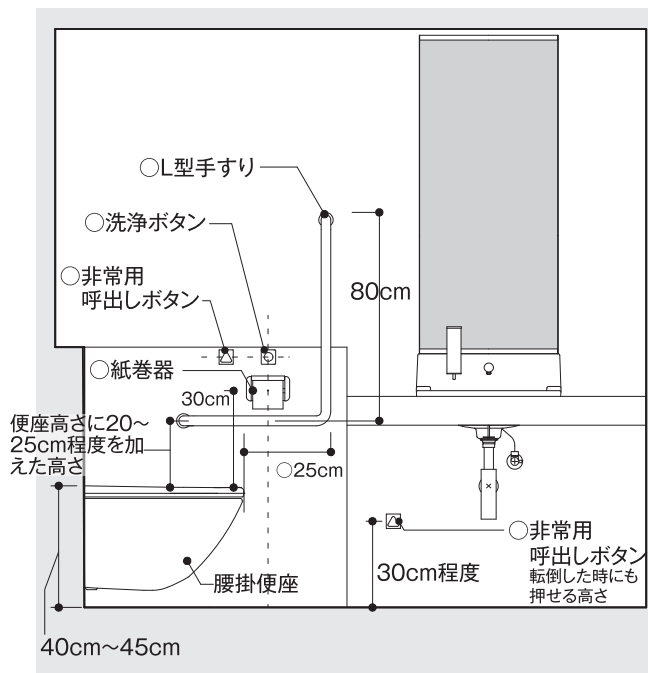 ○L型手すり
○洗浄ボタン
○非常用
呼出しボタン
80cm
○紙巻器
30cm
便座高さに20～
25cm程度を加
えた高さ
○25cm
○非常用
呼出しボタン
転倒した時にも
押せる高さ
30cm程度
腰掛便座
40cm～45cm